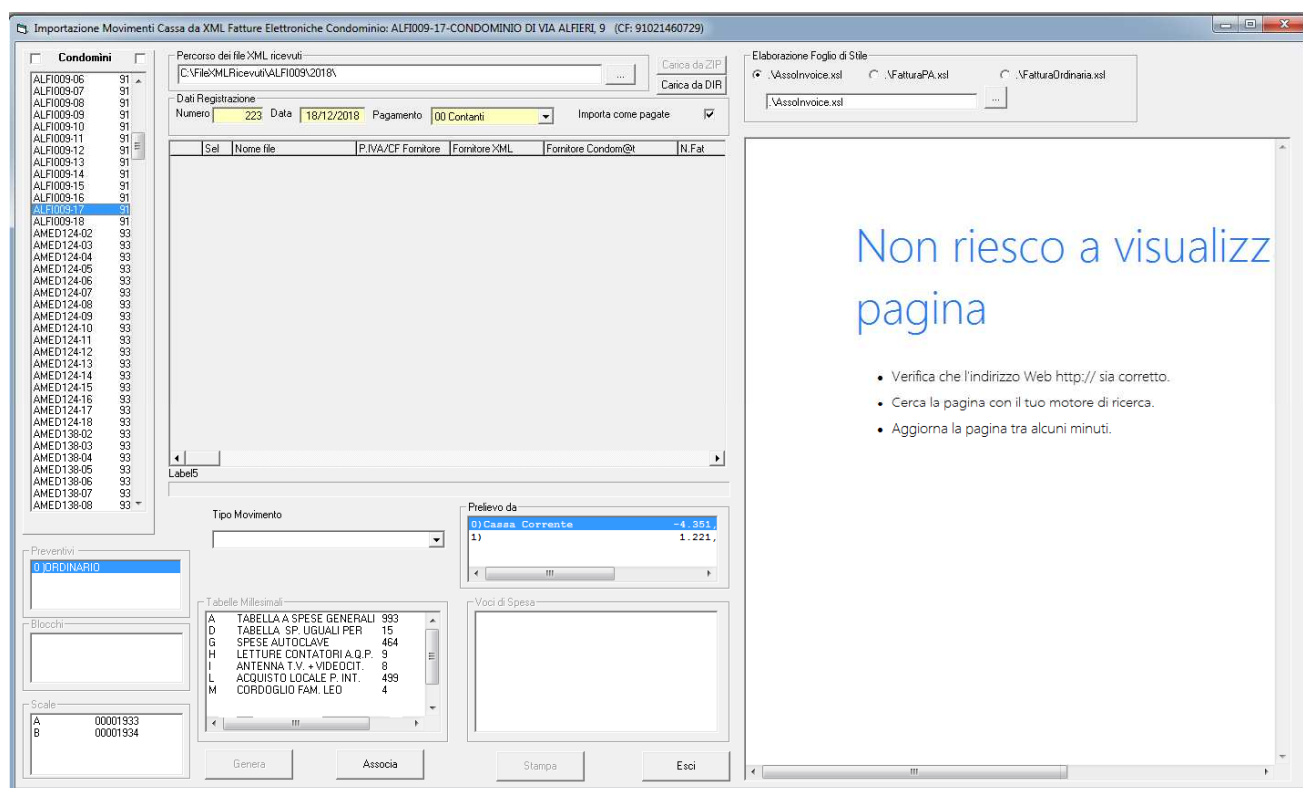 Importazione Movimenti Cassa da XML Fatture Elettroniche Condominio: ALFI009-17-CONDOMINIO DI VIA ALFIERI, 9 (CF: 91021460729)
Condomìni
ALFI009-06 91
ALFI009-07 91
ALFI009-08 91
ALFI009-09 91
ALFI009-10 91
ALFI009-11 91
ALFI009-12 91
ALFI009-13 91
ALFI009-14 91
ALFI009-15 91
ALFI009-16 91
ALFI009-17 91
ALFI009-18 91
AMED124-02 93
AMED124-03 93
AMED124-04 93
AMED124-05 93
AMED124-06 93
AMED124-07 93
AMED124-08 93
AMED124-09 93
AMED124-10 93
AMED124-11 93
AMED124-12 93
AMED124-13 93
AMED124-14 93
AMED124-15 93
AMED124-16 93
AMED124-17 93
AMED124-18 93
AMED138-02 93
AMED138-03 93
AMED138-04 93
AMED138-05 93
AMED138-06 93
AMED138-07 93
AMED138-08 93
Percorso dei file XML ricevuti
C:\FileXMLRicevuti\ALFI009\2018\
...
Carica da ZIP
Carica da DIR
Dati Registrazione
Numero 223 Data 18/12/2018 Pagamento 00 Contanti Importa come pagate
Sel Nome file P.IVA/CF Fornitore Fornitore XML Fornitore Condom@t N.Fat
Label5
Tipo Movimento
Prelievo da
0)Cassa Corrente -4.351,
1) 1.221,
Preventivi
0 )ORDINARIO
Blocchi
Scale
A 00001933
B 00001934
Tabelle Millesimali
A TABELLA A SPESE GENERALI 993
D TABELLA SP. UGUALI PER 15
G SPESE AUTOCLAVE 464
H LETTURE CONTATORI A.Q.P. 9
I ANTENNA T.V. + VIDEOCIT. 8
L ACQUISTO LOCALE P. INT. 499
M CORDOGLIO FAM. LEO 4
Voci di Spesa
Genera
Associa
Stampa
Esci
Elaborazione Foglio di Stile
.\AssoInvoice.xsl .\FatturaPA.xsl .\FatturaOrdinaria.xsl
.\AssoInvoice.xsl
...
Non riesco a visualizz
pagina
• Verifica che l'indirizzo Web http:// sia corretto.
• Cerca la pagina con il tuo motore di ricerca.
• Aggiorna la pagina tra alcuni minuti.